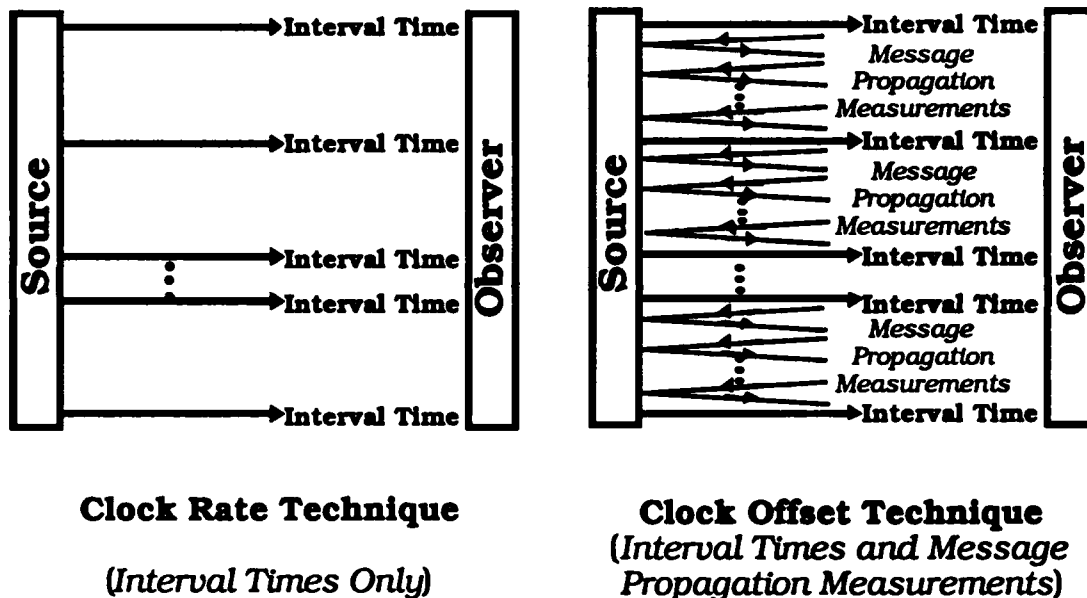 Source
Interval Time
Interval Time
Interval Time
Interval Time
Interval Time
Observer
Clock Rate Technique
(Interval Times Only)
Source
Interval Time
Message
Propagation
Measurements
Interval Time
Message
Propagation
Measurements
Interval Time
Interval Time
Message
Propagation
Measurements
Interval Time
Observer
Clock Offset Technique
(Interval Times and Message
Propagation Measurements)